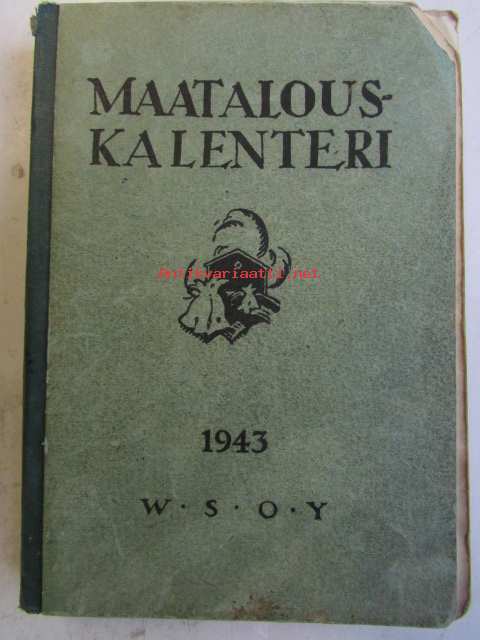 MAATALOUS-
KALENTERI
Antikvariaatti.net
1943
W·S·O·Y